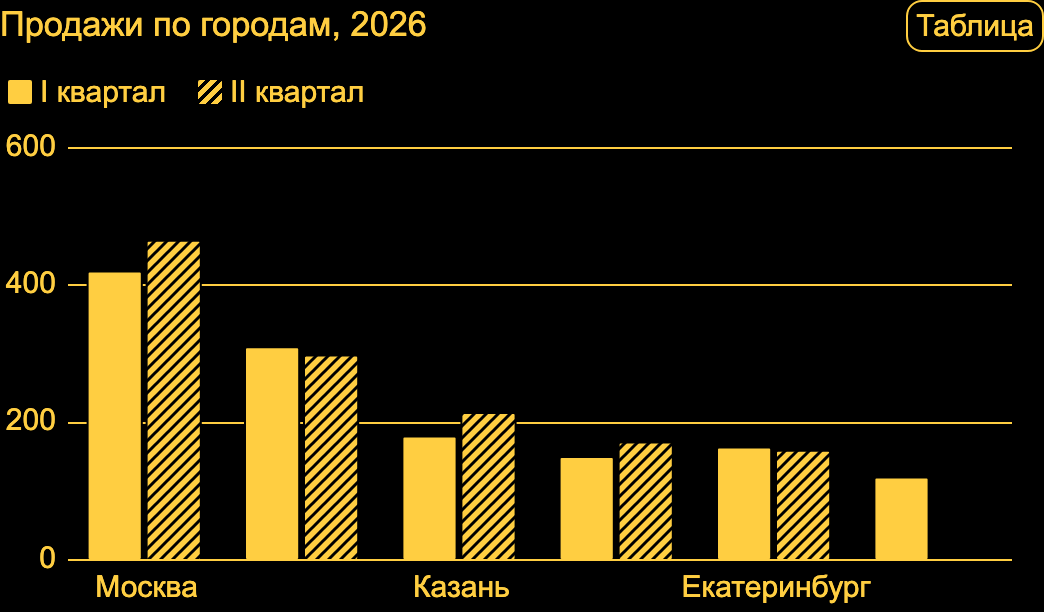 Продажи по городам, 2026
Таблица
I квартал
II квартал
600
400
200
0
Москва
Казань
Екатеринбург